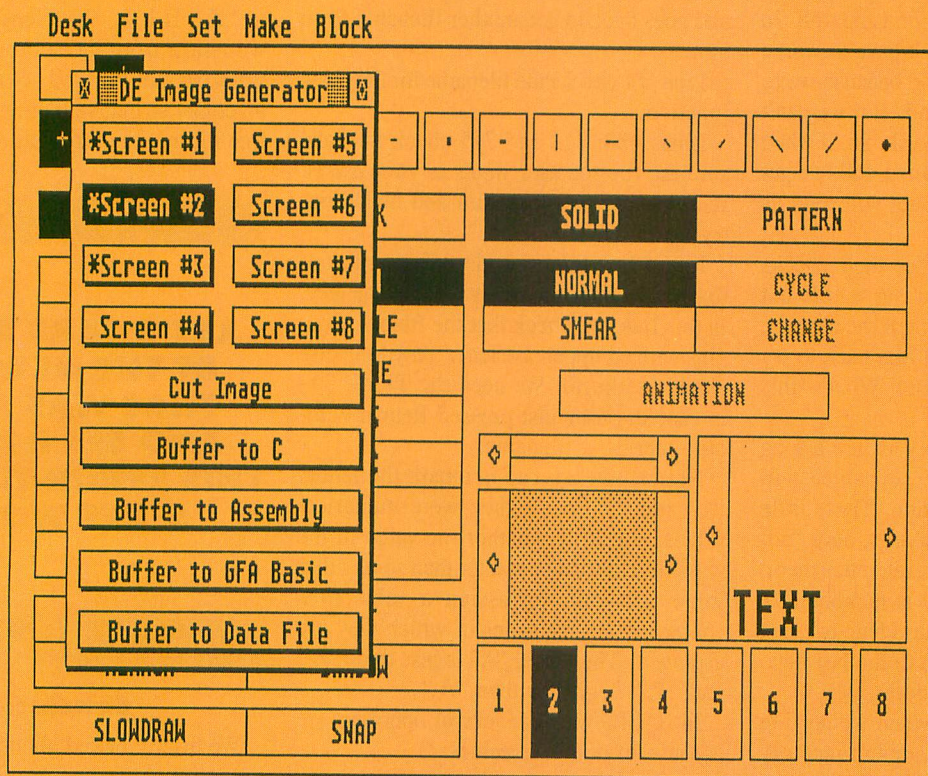 Desk File Set Make Block
DE Image Generator
*Screen #1 Screen #5
*Screen #2 Screen #6
*Screen #3 Screen #7
Screen #4 Screen #8
Cut Image
Buffer to C
Buffer to Assembly
Buffer to GFA Basic
Buffer to Data File
SOLID PATTERN
NORMAL CYCLE
SMEAR CHANGE
ANIMATION
TEXT
1 2 3 4 5 6 7 8
SLOWDRAW SNAP